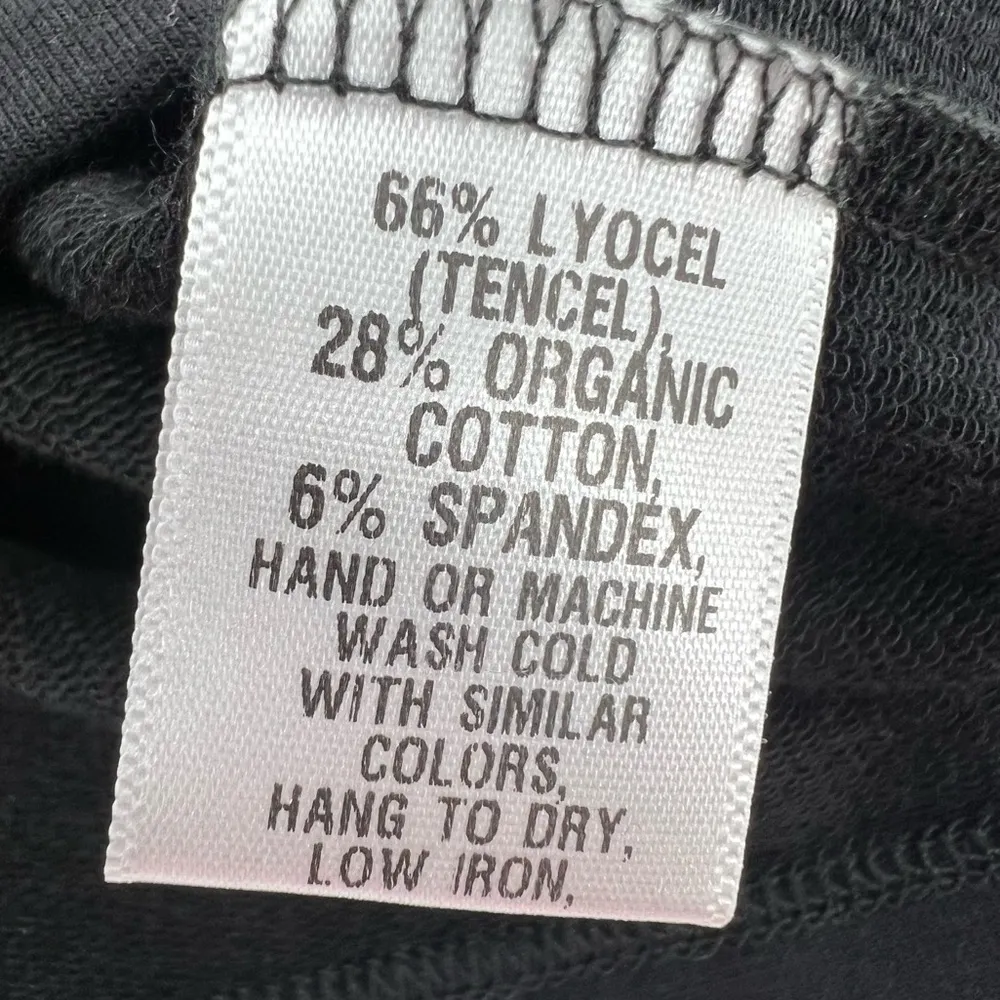 66% LYOCEL
(TENCEL),
28% ORGANIC
COTTON,
6% SPANDEX,
HAND OR MACHINE
WASH COLD
WITH SIMILAR
COLORS,
HANG TO DRY,
LOW IRON,